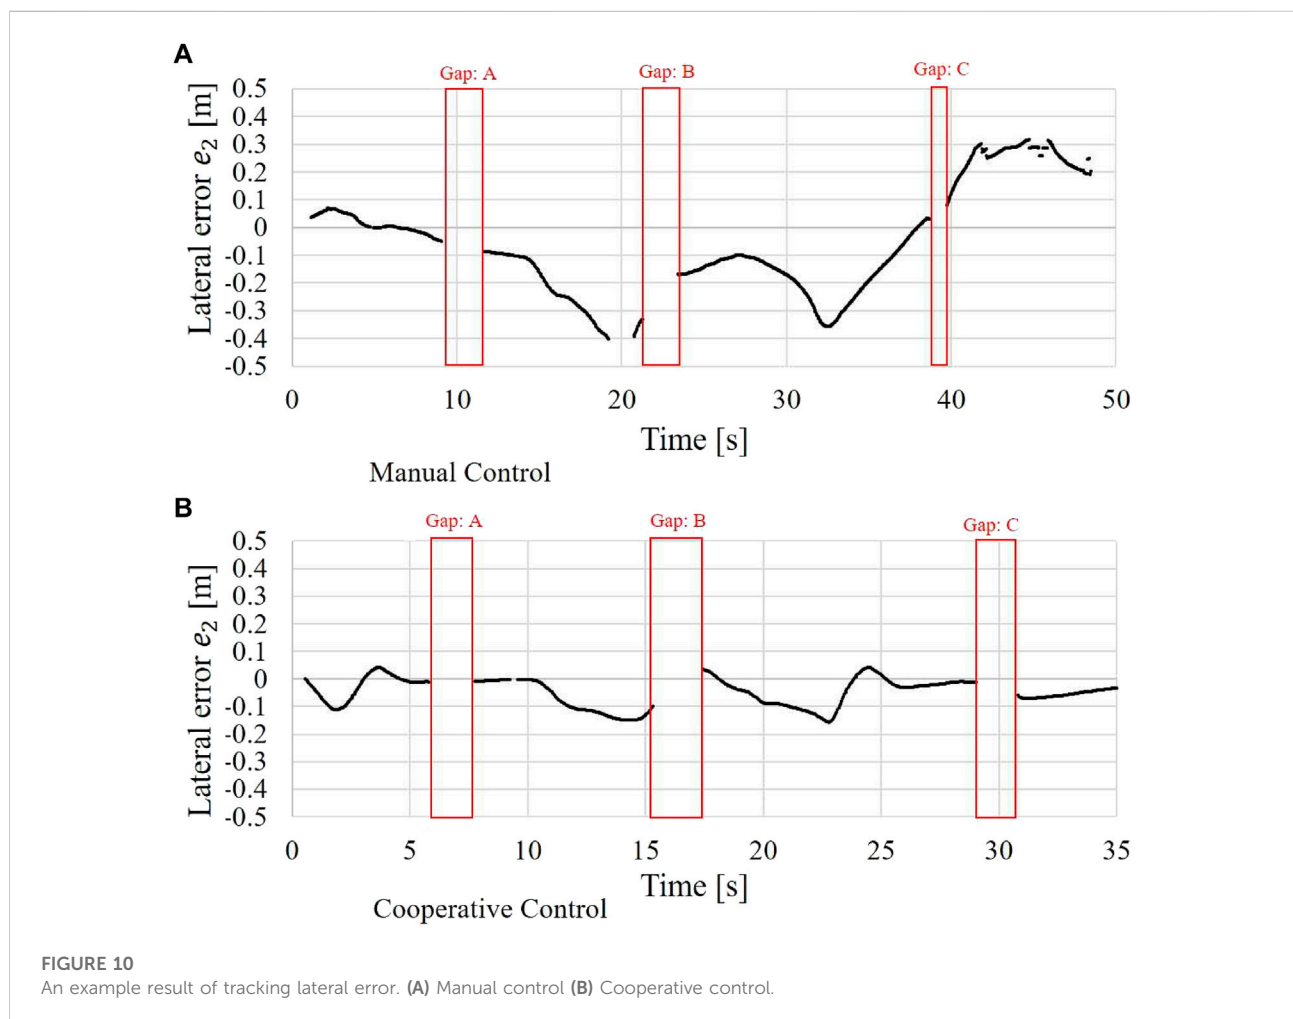 A
Gap: A
Gap: B
Gap: C
Lateral error e₂ [m]
0.5
0.4
0.3
0.2
0.1
0
-0.1
-0.2
-0.3
-0.4
-0.5
0 10 20 30 40 50
Time [s]
Manual Control
B
Gap: A
Gap: B
Gap: C
Lateral error e₂ [m]
0.5
0.4
0.3
0.2
0.1
0
-0.1
-0.2
-0.3
-0.4
-0.5
0 5 10 15 20 25 30 35
Time [s]
Cooperative Control
FIGURE 10
An example result of tracking lateral error. (A) Manual control (B) Cooperative control.